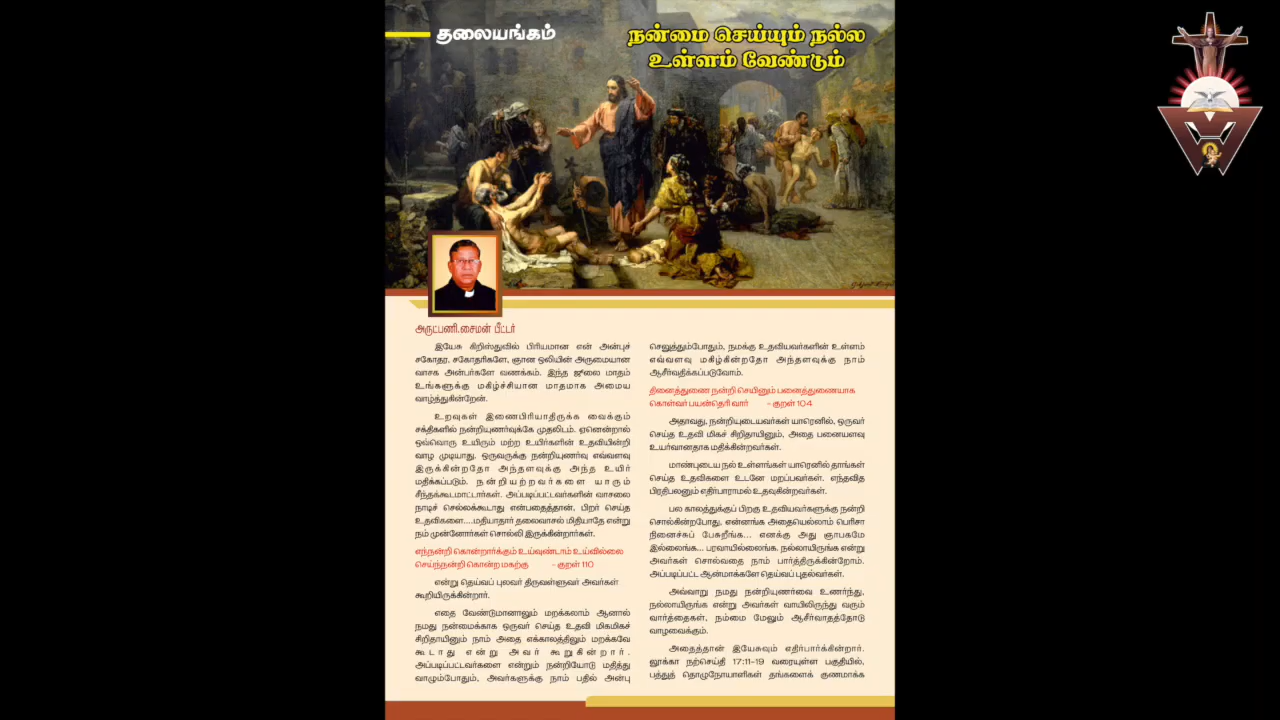 தலையங்கம்
நன்மை செய்யும் நல்ல
உள்ளம் வேண்டும்
அருட்பணி.சைமன் பீட்டர்
இயேசு கிறிஸ்துவில் பிரியமான என் அன்புச்
சகோதர, சகோதரிகளே, ஞான ஒலியின் அருமையான
வாசக அன்பர்களே வணக்கம். இந்த ஜுலை மாதம்
உங்களுக்கு மகிழ்ச்சியான மாதமாக அமைய
வாழ்த்துகின்றேன்.
உறவுகள் இணைபிரியாதிருக்க வைக்கும்
சக்திகளில் நன்றியுணர்வுக்கே முதலிடம். ஏனென்றால்
ஒவ்வொரு உயிரும் மற்ற உயிர்களின் உதவியின்றி
வாழ முடியாது. ஒருவருக்கு நன்றியுணர்வு எவ்வளவு
இருக்கின்றதோ அந்தளவுக்கு அந்த உயிர்
மதிக்கப்படும். நன்றியற்றவர்களை யாரும்
சீந்தக்கூடமாட்டார்கள். அப்படிப்பட்டவர்களின் வாசலை
நாடிச் செல்லக்கூடாது என்பதைத்தான், பிறர் செய்த
உதவிகளை....மதியாதார் தலைவாசல் மிதியாதே என்று
நம் முன்னோர்கள் சொல்லி இருக்கின்றார்கள்.
எந்நன்றி கொன்றார்க்கும் உய்வுண்டாம் உய்வில்லை
செய்ந்நன்றி கொன்ற மகற்கு - குறள் 110
என்று தெய்வப் புலவர் திருவள்ளுவர் அவர்கள்
கூறியிருக்கின்றார்.
எதை வேண்டுமானாலும் மறக்கலாம் ஆனால்
நமது நன்மைக்காக ஒருவர் செய்த உதவி மிகமிகச்
சிறிதாயினும் நாம் அதை எக்காலத்திலும் மறக்கவே
கூடாது என்று அவர் கூறுகின்றார்.
அப்படிப்பட்டவர்களை என்றும் நன்றியோடு மதித்து
வாழும்போதும், அவர்களுக்கு நாம் பதில் அன்பு
செலுத்தும்போதும், நமக்கு உதவியவர்களின் உள்ளம்
எவ்வளவு மகிழ்கின்றதோ அந்தளவுக்கு நாம்
ஆசீர்வதிக்கப்படுவோம்.
தினைத்துணை நன்றி செயினும் பனைத்துணையாக
கொள்வர் பயன்தெரி வார் - குறள் 104
அதாவது, நன்றியுடையவர்கள் யாரெனில், ஒருவர்
செய்த உதவி மிகச் சிறிதாயினும், அதை பனையளவு
உயர்வானதாக மதிக்கின்றவர்கள்.
மாண்புடைய நல் உள்ளங்கள் யாரெனில் தாங்கள்
செய்த உதவிகளை உடனே மறப்பவர்கள். எந்தவித
பிரதிபலனும் எதிர்பாராமல் உதவுகின்றவர்கள்.
பல காலத்துக்குப் பிறகு உதவியவர்களுக்கு நன்றி
சொல்கின்றபோது, என்னங்க அதையெல்லாம் பெரிசா
நினைச்சுப் பேசுறீங்க... எனக்கு அது ஞாபகமே
இல்லைங்க... பரவாயில்லைங்க. நல்லாயிருங்க என்று
அவர்கள் சொல்வதை நாம் பார்த்திருக்கின்றோம்.
அப்படிப்பட்ட ஆன்மாக்களே தெய்வப் புதல்வர்கள்.
அவ்வாறு நமது நன்றியுணர்வை உணர்ந்து,
நல்லாயிருங்க என்று அவர்கள் வாயிலிருந்து வரும்
வார்த்தைகள், நம்மை மேலும் ஆசீர்வாதத்தோடு
வாழவைக்கும்.
அதைத்தான் இயேசுவும் எதிர்பார்க்கின்றார்.
லூக்கா நற்செய்தி 17:11-19 வரையுள்ள பகுதியில்,
பத்துத் தொழுநோயாளிகள் தங்களைக் குணமாக்க